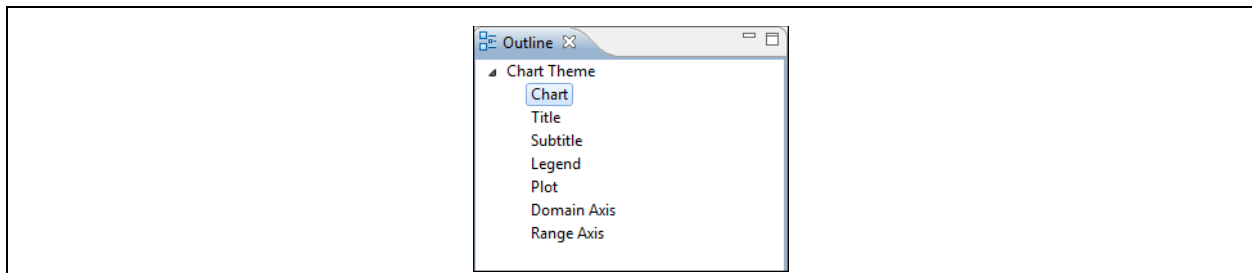 Outline
Chart Theme
Chart
Title
Subtitle
Legend
Plot
Domain Axis
Range Axis